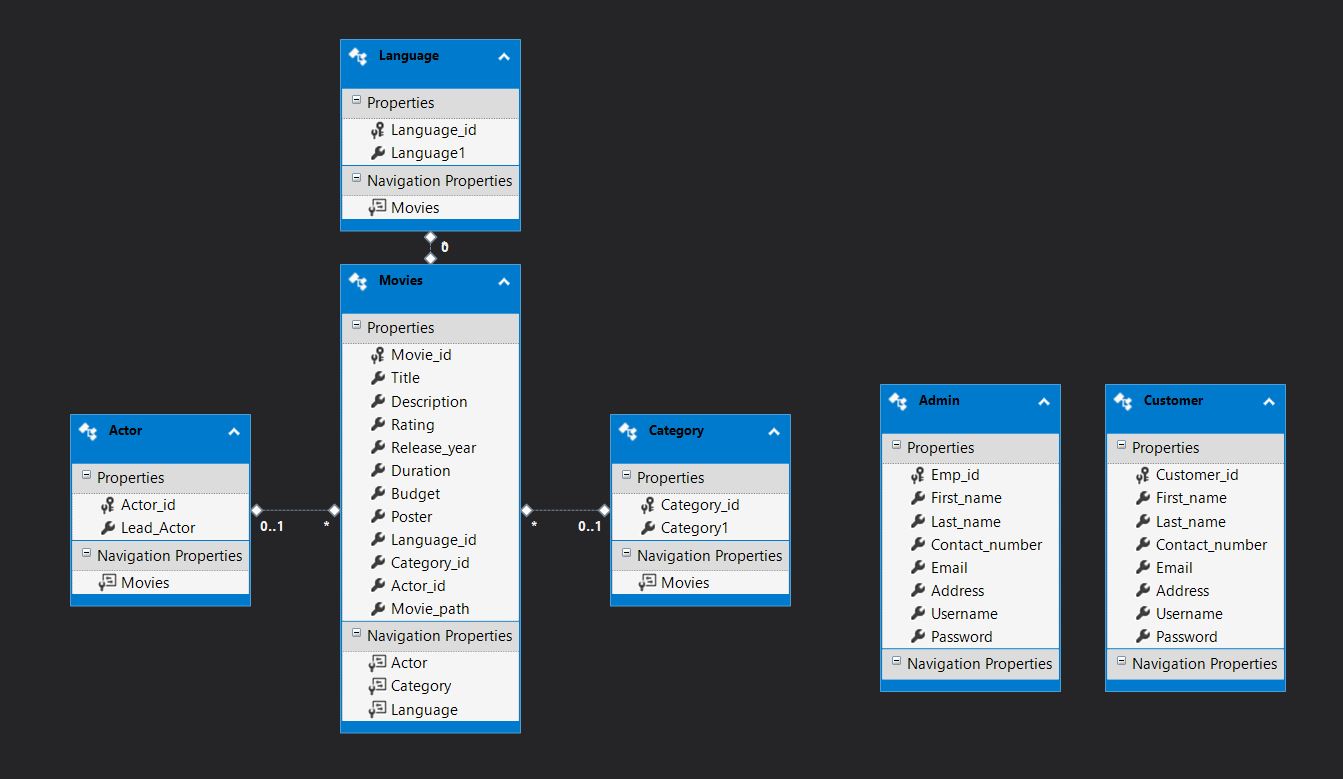 Language
Properties
Language_id
Language1
Navigation Properties
Movies
Movies
Properties
Movie_id
Title
Description
Rating
Release_year
Duration
Budget
Poster
Language_id
Category_id
Actor_id
Movie_path
Navigation Properties
Actor
Category
Language
Actor
Properties
Actor_id
Lead_Actor
Navigation Properties
Movies
0..1
*
*
0..1
Category
Properties
Category_id
Category1
Navigation Properties
Movies
Admin
Properties
Emp_id
First_name
Last_name
Contact_number
Email
Address
Username
Password
Navigation Properties
Customer
Properties
Customer_id
First_name
Last_name
Contact_number
Email
Address
Username
Password
Navigation Properties